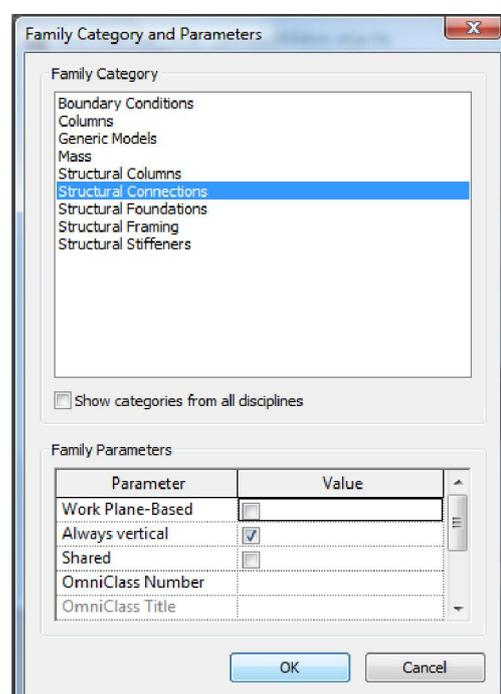 Family Category and Parameters
Family Category
Boundary Conditions
Columns
Generic Models
Mass
Structural Columns
Structural Connections
Structural Foundations
Structural Framing
Structural Stiffeners
Show categories from all disciplines
Family Parameters
Parameter Value
Work Plane-Based
Always vertical
Shared
OmniClass Number
OmniClass Title
OK Cancel